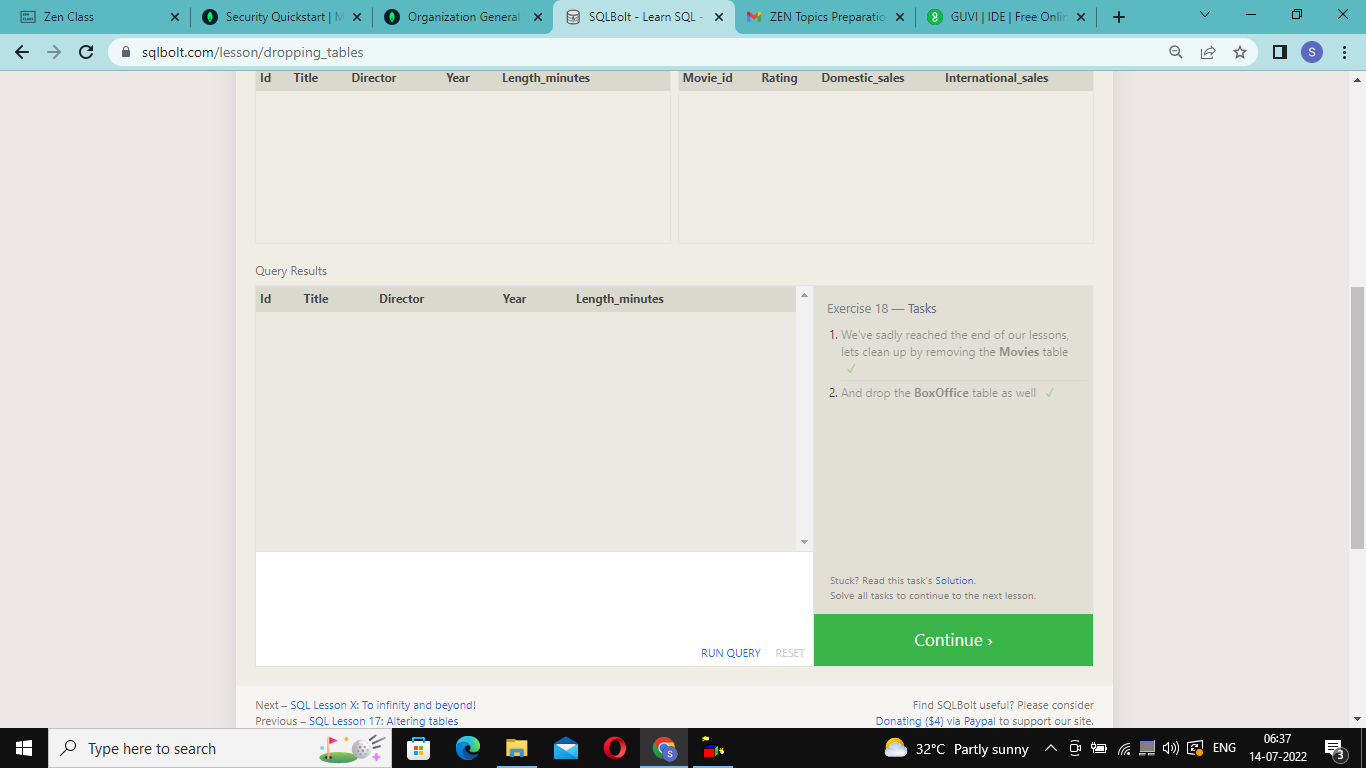 Zen Class
Security Quickstart | M
Organization General
SQLBolt - Learn SQL -
ZEN Topics Preparatio
GUVI | IDE | Free Onlin
sqlbolt.com/lesson/dropping_tables
S
Id Title Director Year Length_minutes
Movie_id Rating Domestic_sales International_sales
Query Results
Id Title Director Year Length_minutes
Exercise 18 — Tasks
1. We've sadly reached the end of our lessons,
lets clean up by removing the Movies table
✓
2. And drop the BoxOffice table as well ✓
Stuck? Read this task's Solution.
Solve all tasks to continue to the next lesson.
RUN QUERY RESET
Continue ›
Next – SQL Lesson X: To infinity and beyond!
Previous – SQL Lesson 17: Altering tables
Find SQLBolt useful? Please consider
Donating ($4) via Paypal to support our site.
Type here to search
32°C Partly sunny
ENG
06:37
14-07-2022
3